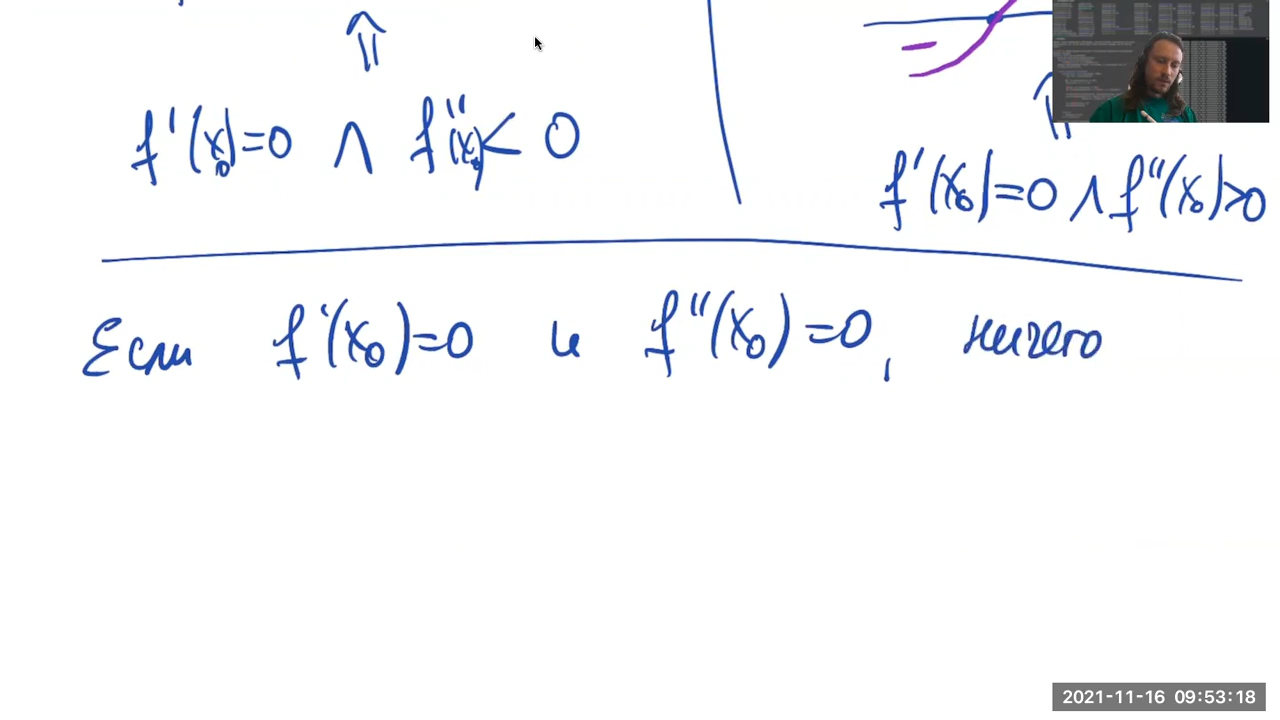 ⇑
f'(x₀)=0 ∧ f''(x₀)<0
f'(x₀)=0 ∧ f''(x₀)>0
Если f'(x₀)=0 и f''(x₀)=0, ничего
2021-11-16 09:53:18